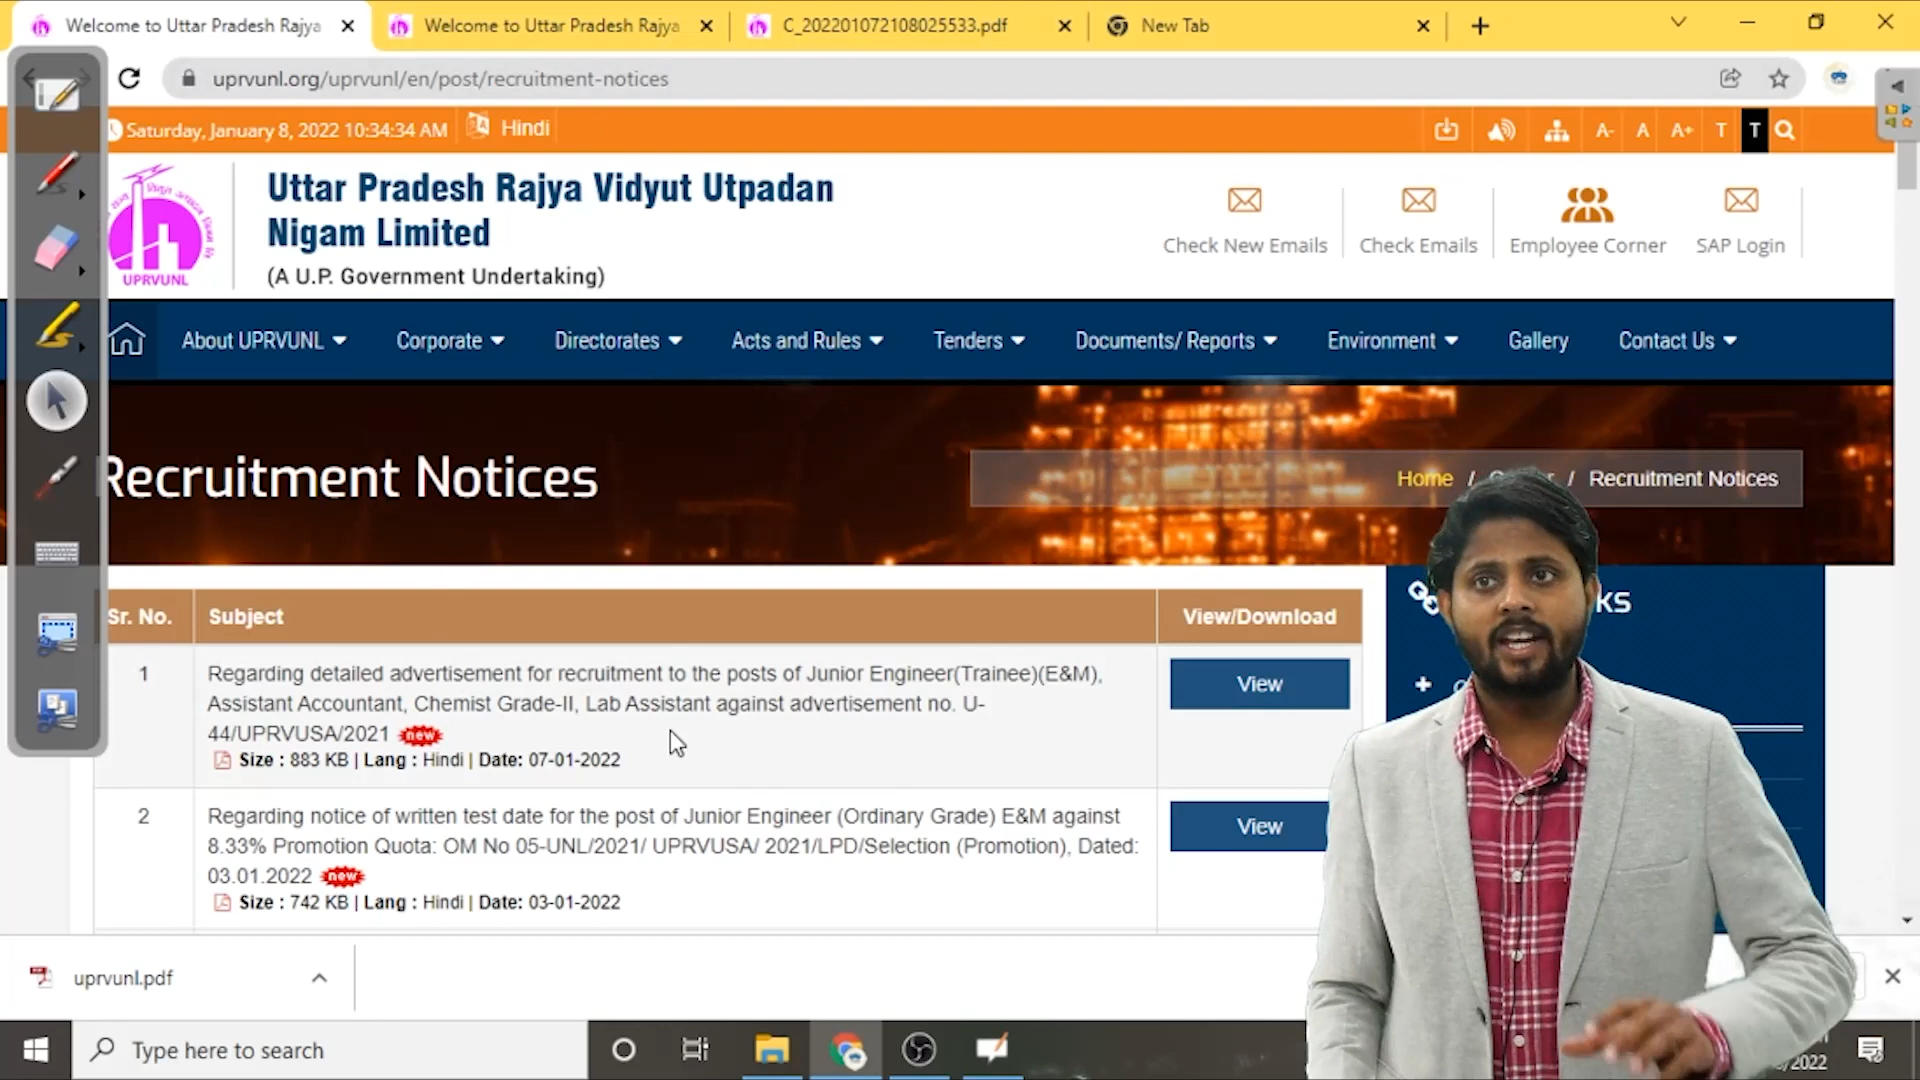 Welcome to Uttar Pradesh Rajya
Welcome to Uttar Pradesh Rajya
C_202201072108025533.pdf
New Tab
uprvunl.org/uprvunl/en/post/recruitment-notices
Saturday, January 8, 2022 10:34:34 AM
Hindi
A-
A
A+
T
T
UPRVUNL
Uttar Pradesh Rajya Vidyut Utpadan
Nigam Limited
(A U.P. Government Undertaking)
Check New Emails
Check Emails
Employee Corner
SAP Login
About UPRVUNL
Corporate
Directorates
Acts and Rules
Tenders
Documents/ Reports
Environment
Gallery
Contact Us
Recruitment Notices
Home / / Recruitment Notices
Sr. No.
Subject
View/Download
1
Regarding detailed advertisement for recruitment to the posts of Junior Engineer(Trainee)(E&M),
Assistant Accountant, Chemist Grade-II, Lab Assistant against advertisement no. U-
44/UPRVUSA/2021 new
Size : 883 KB | Lang : Hindi | Date: 07-01-2022
View
2
Regarding notice of written test date for the post of Junior Engineer (Ordinary Grade) E&M against
8.33% Promotion Quota: OM No 05-UNL/2021/ UPRVUSA/ 2021/LPD/Selection (Promotion), Dated:
03.01.2022 new
Size : 742 KB | Lang : Hindi | Date: 03-01-2022
View
uprvunl.pdf
Type here to search
/2022